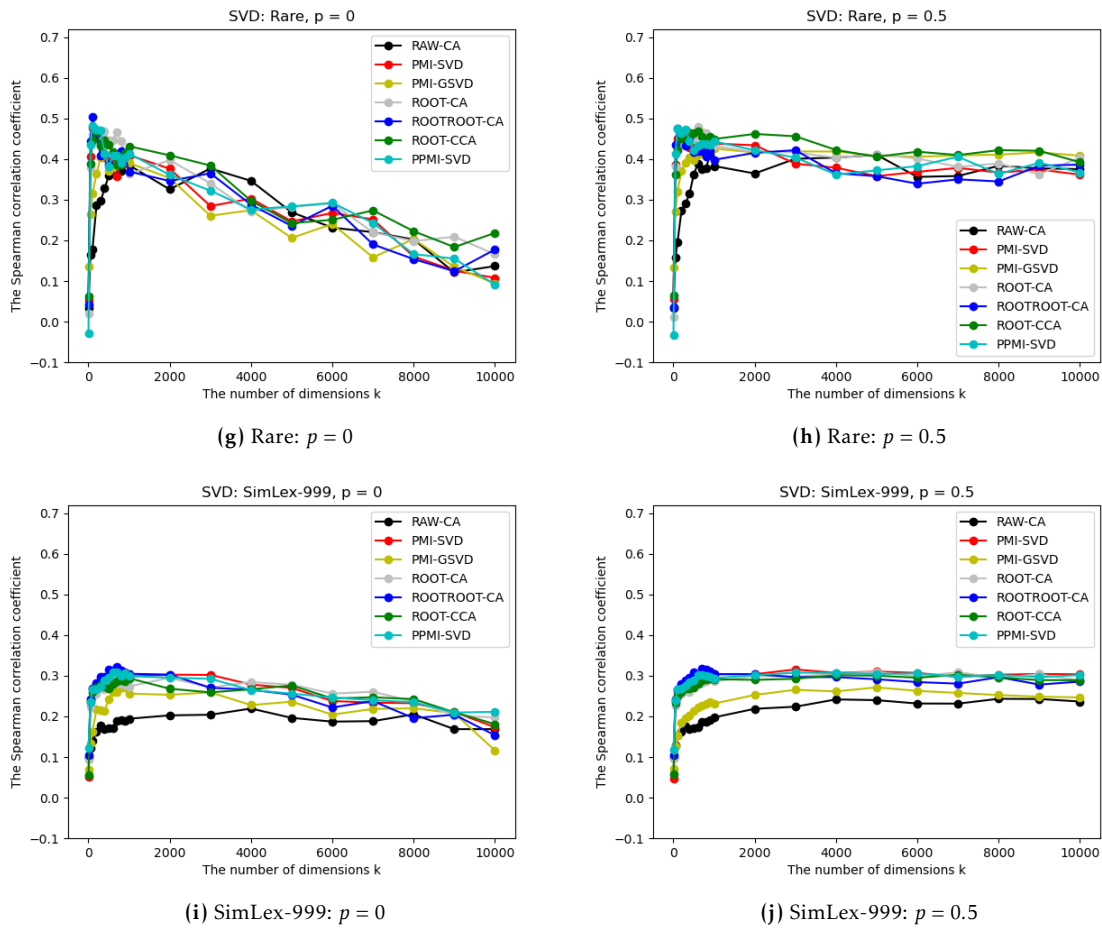 SVD: Rare, p = 0
The Spearman correlation coefficient
0.7
0.6
0.5
0.4
0.3
0.2
0.1
0.0
−0.1
RAW-CA
PMI-SVD
PMI-GSVD
ROOT-CA
ROOTROOT-CA
ROOT-CCA
PPMI-SVD
0 2000 4000 6000 8000 10000
The number of dimensions k
(g) Rare: p = 0
SVD: Rare, p = 0.5
The Spearman correlation coefficient
0.7
0.6
0.5
0.4
0.3
0.2
0.1
0.0
−0.1
RAW-CA
PMI-SVD
PMI-GSVD
ROOT-CA
ROOTROOT-CA
ROOT-CCA
PPMI-SVD
0 2000 4000 6000 8000 10000
The number of dimensions k
(h) Rare: p = 0.5
SVD: SimLex-999, p = 0
The Spearman correlation coefficient
0.7
0.6
0.5
0.4
0.3
0.2
0.1
0.0
−0.1
RAW-CA
PMI-SVD
PMI-GSVD
ROOT-CA
ROOTROOT-CA
ROOT-CCA
PPMI-SVD
0 2000 4000 6000 8000 10000
The number of dimensions k
(i) SimLex-999: p = 0
SVD: SimLex-999, p = 0.5
The Spearman correlation coefficient
0.7
0.6
0.5
0.4
0.3
0.2
0.1
0.0
−0.1
RAW-CA
PMI-SVD
PMI-GSVD
ROOT-CA
ROOTROOT-CA
ROOT-CCA
PPMI-SVD
0 2000 4000 6000 8000 10000
The number of dimensions k
(j) SimLex-999: p = 0.5